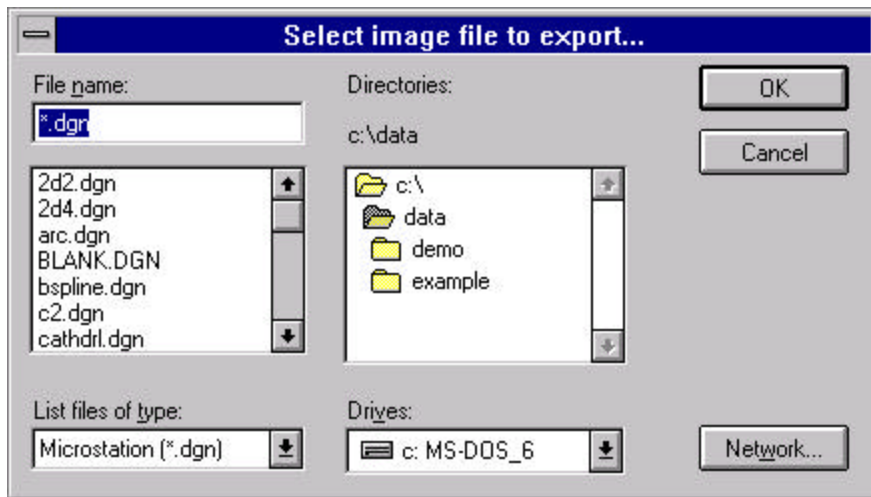 Select image file to export...
File name:
*.dgn
2d2.dgn
2d4.dgn
arc.dgn
BLANK.DGN
bspline.dgn
c2.dgn
cathdrl.dgn
List files of type:
Microstation (*.dgn)
Directories:
c:\data
c:\
data
demo
example
Drives:
c: MS-DOS_6
OK
Cancel
Network...